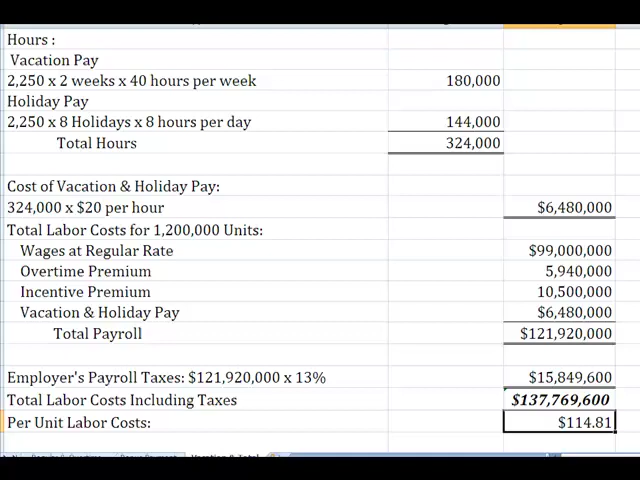 Hours :
Vacation Pay
2,250 x 2 weeks x 40 hours per week 180,000
Holiday Pay
2,250 x 8 Holidays x 8 hours per day 144,000
Total Hours 324,000
Cost of Vacation & Holiday Pay:
324,000 x $20 per hour $6,480,000
Total Labor Costs for 1,200,000 Units:
Wages at Regular Rate $99,000,000
Overtime Premium 5,940,000
Incentive Premium 10,500,000
Vacation & Holiday Pay $6,480,000
Total Payroll $121,920,000
Employer's Payroll Taxes: $121,920,000 x 13% $15,849,600
Total Labor Costs Including Taxes $137,769,600
Per Unit Labor Costs: $114.81